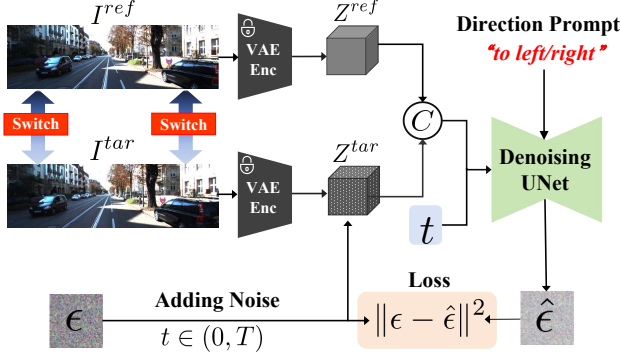 I^{ref}
Z^{ref}
VAE
Enc
Direction Prompt
"to left/right"
Switch
Switch
C
I^{tar}
Z^{tar}
VAE
Enc
Denoising
UNet
t
Adding Noise
t ∈ (0, T)
ϵ
Loss
‖ϵ − ϵ̂‖²
ϵ̂